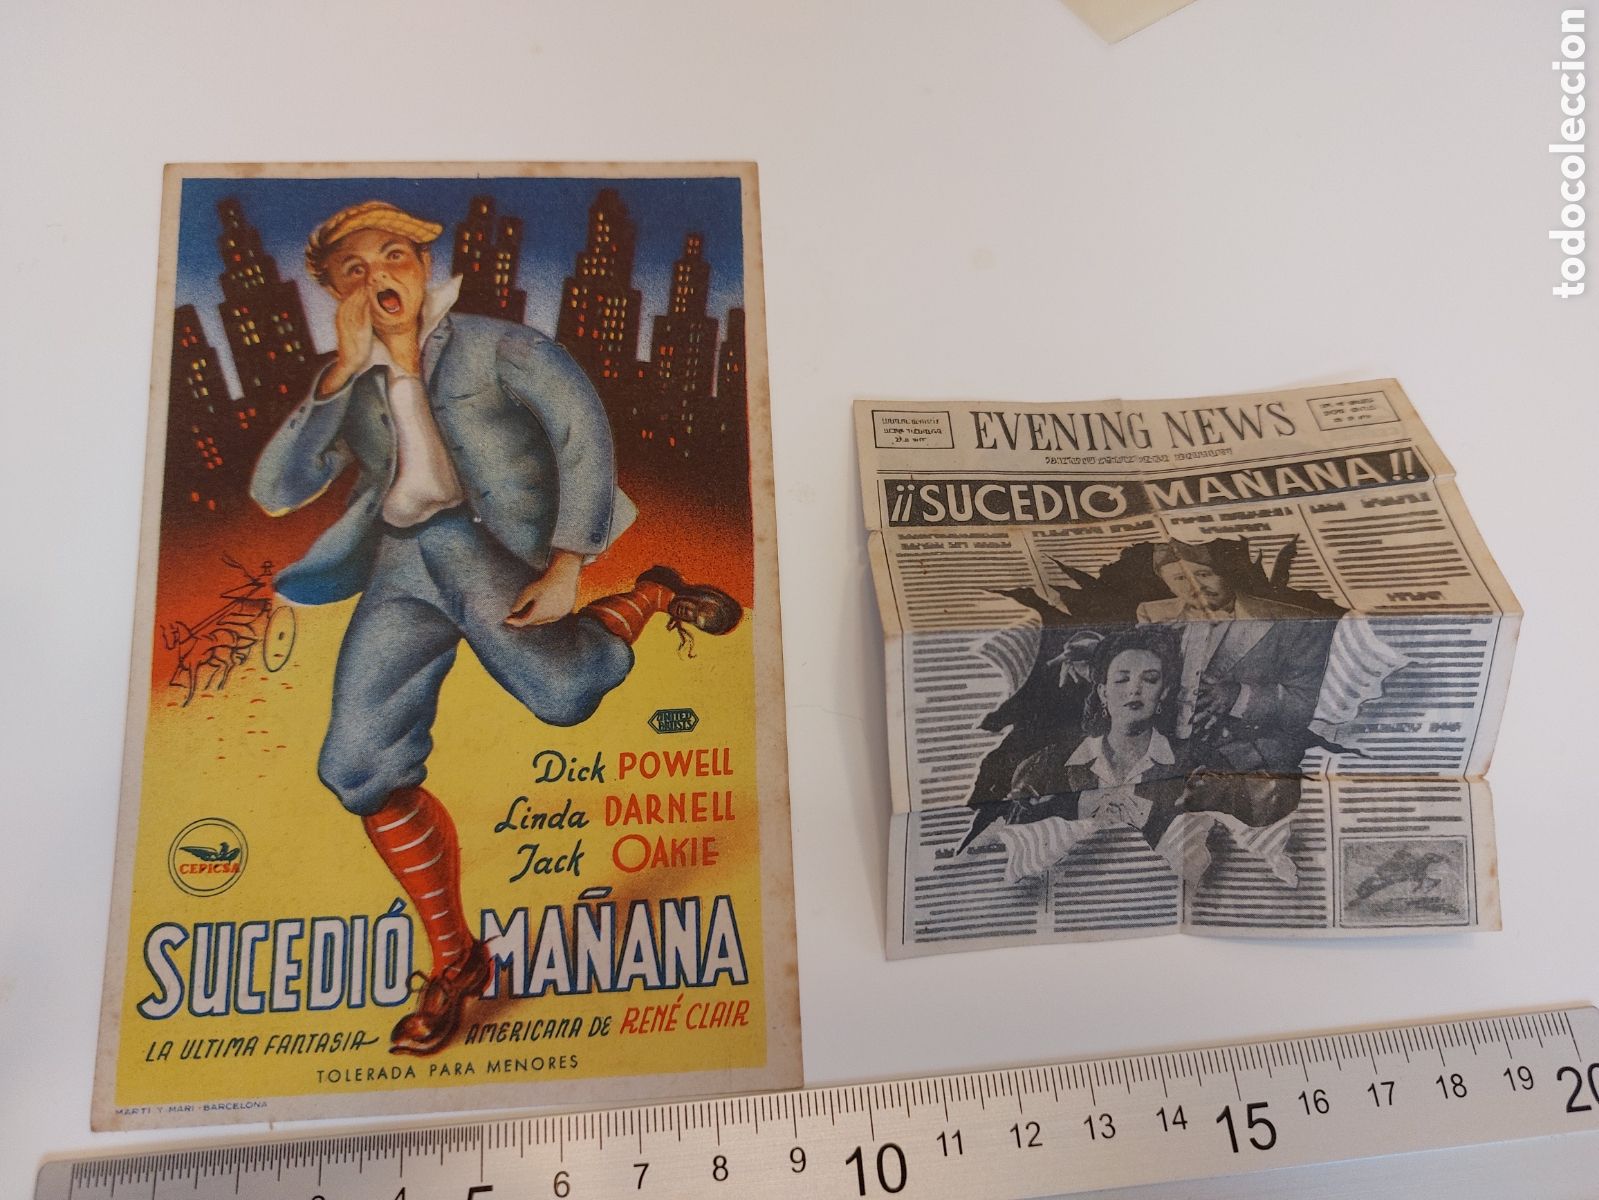 UNITED ARTISTS
Dick POWELL
Linda DARNELL
Jack OAKIE
CEPICSA
SUCEDIÓ MAÑANA
LA ULTIMA FANTASIA AMERICANA DE RENÉ CLAIR
TOLERADA PARA MENORES
MARTI Y MARI - BARCELONA
EVENING NEWS
¡¡SUCEDIÓ MAÑANA!!
6 7 8 9 10 11 12 13 14 15 16 17 18 19 20
todocoleccion